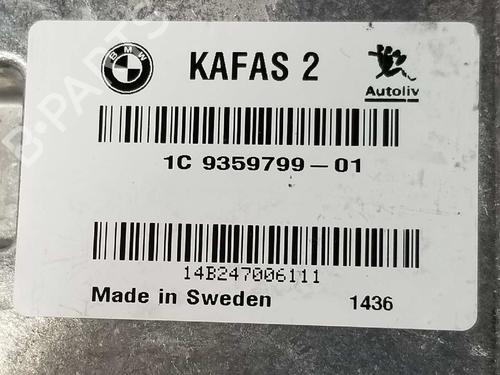 BMW
KAFAS 2
Autoliv
1C 9359799-01
14B247006111
Made in Sweden 1436
B-PARTS